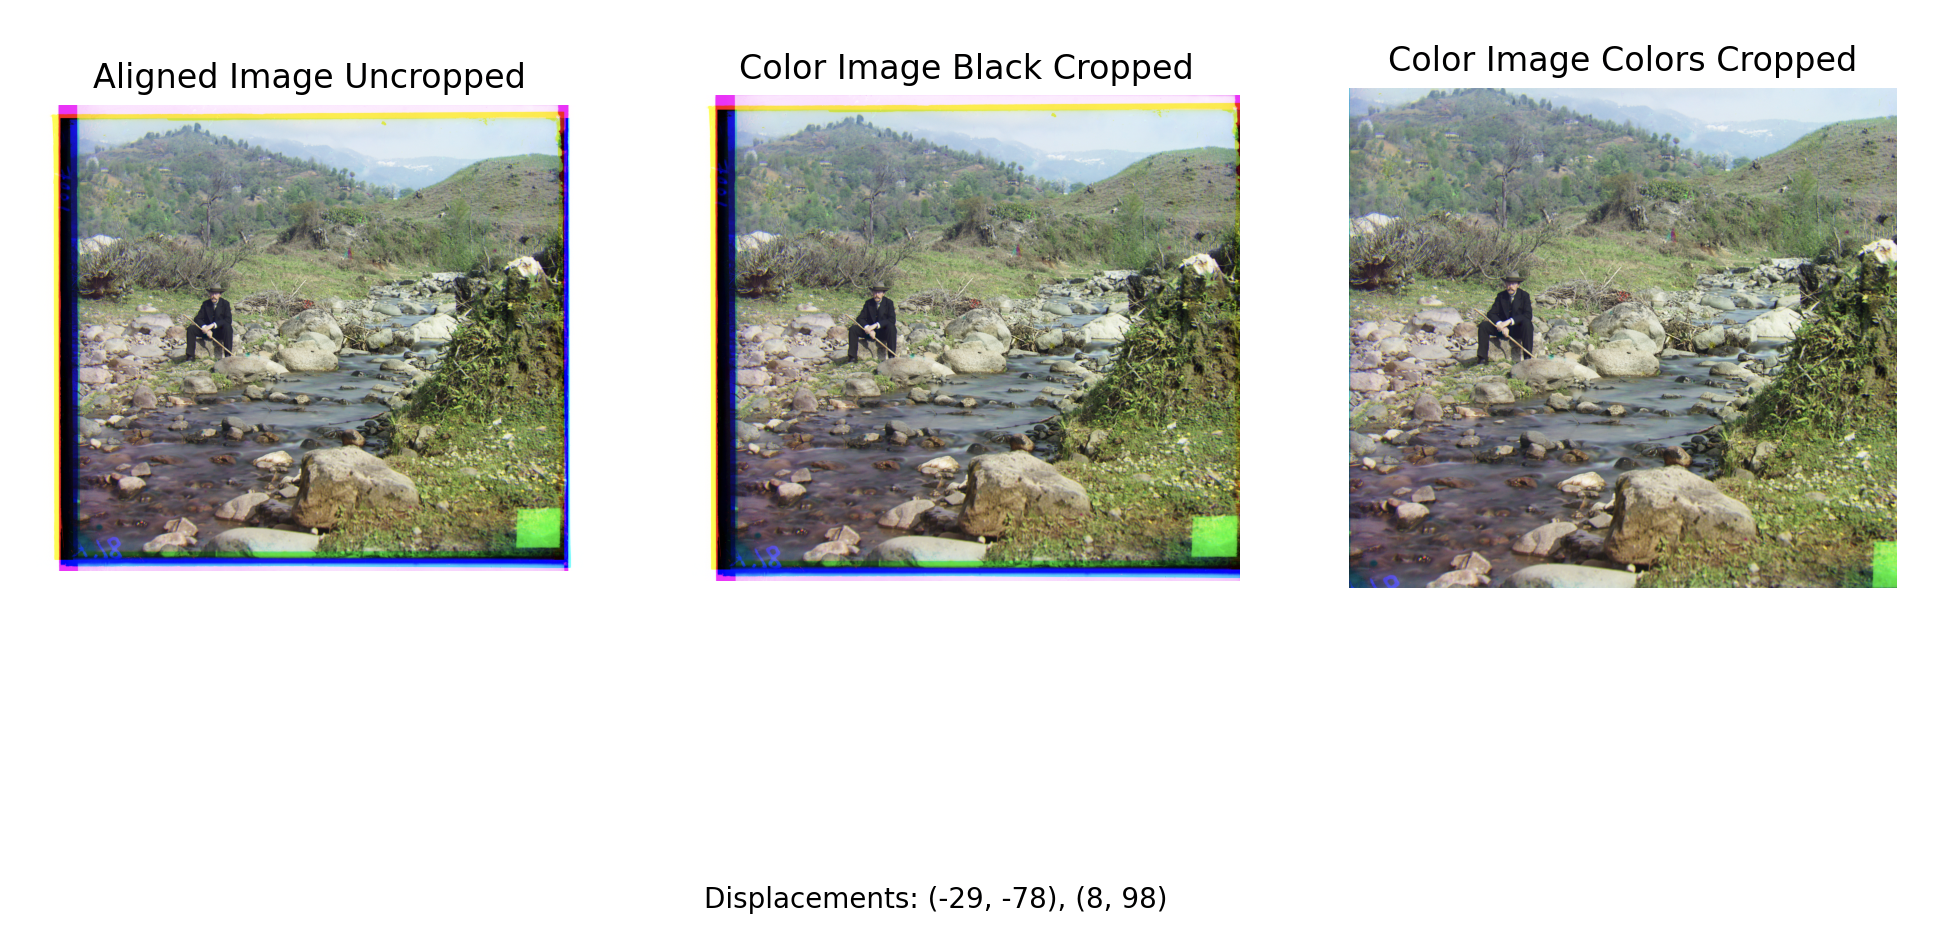 Aligned Image Uncropped
Color Image Black Cropped
Color Image Colors Cropped
Displacements: (-29, -78), (8, 98)